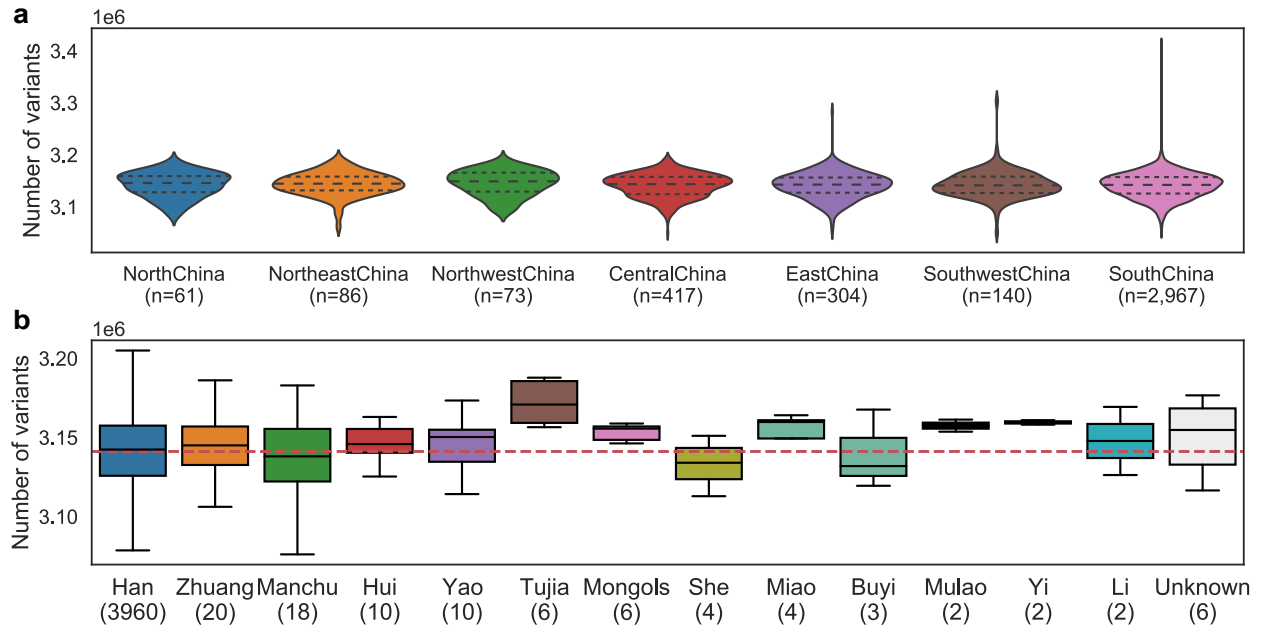 a
1e6
Number of variants
3.4
3.3
3.2
3.1
NorthChina NortheastChina NorthwestChina CentralChina EastChina SouthwestChina SouthChina
(n=61) (n=86) (n=73) (n=417) (n=304) (n=140) (n=2,967)
b
1e6
Number of variants
3.20
3.15
3.10
Han Zhuang Manchu Hui Yao Tujia Mongols She Miao Buyi Mulao Yi Li Unknown
(3960) (20) (18) (10) (10) (6) (6) (4) (4) (3) (2) (2) (2) (6)